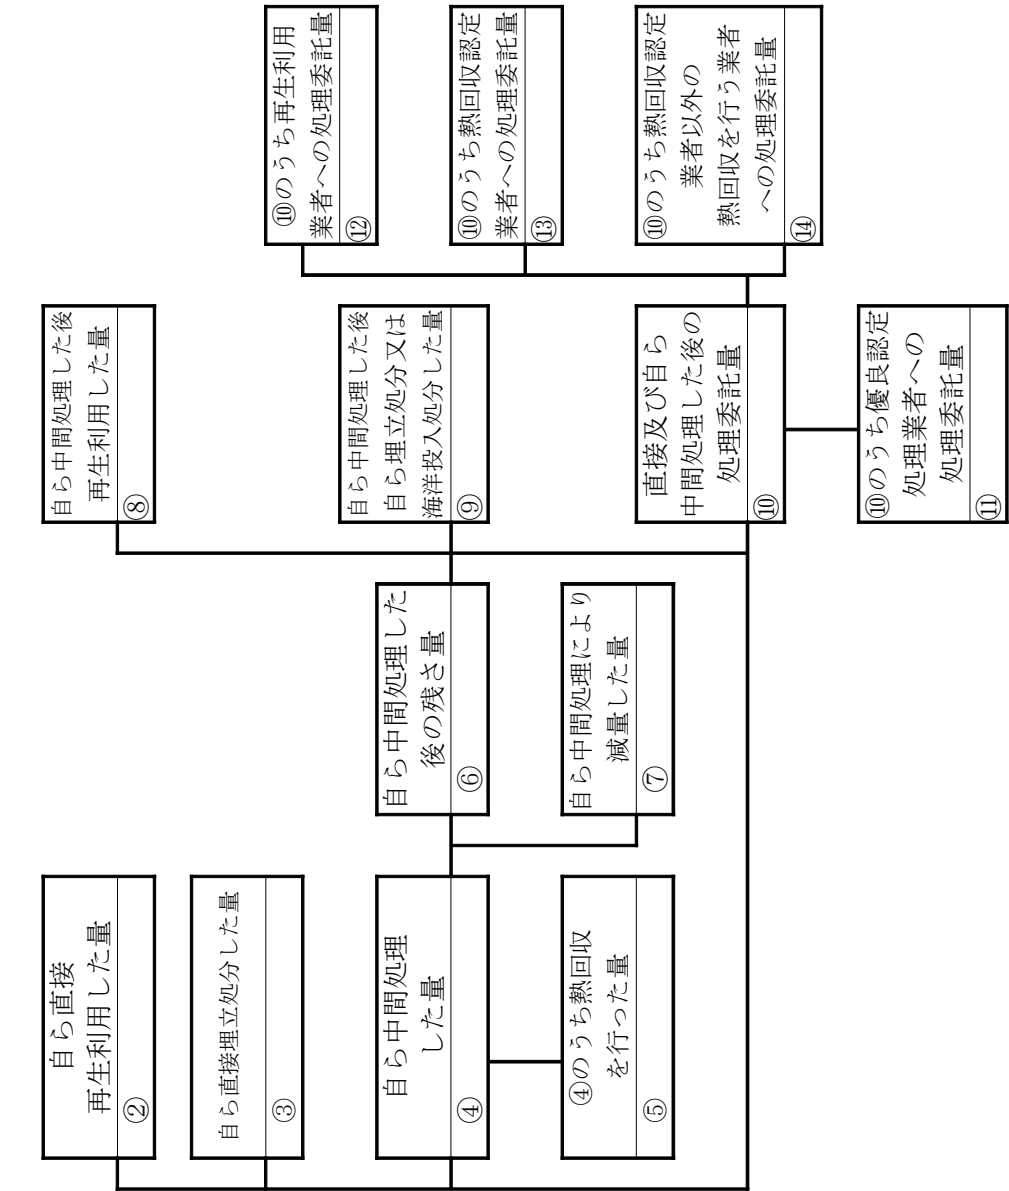 自ら直接
再生利用した量
②
自ら直接埋立処分した量
③
自ら中間処理
した量
④
④のうち熱回収
を行った量
⑤
自ら中間処理した
後の残さ量
⑥
自ら中間処理により
減量した量
⑦
自ら中間処理した後
再生利用した量
⑧
自ら中間処理した後
自ら埋立処分又は
海洋投入処分した量
⑨
直接及び自ら
中間処理した後の
処理委託量
⑩
⑩のうち優良認定
処理業者への
処理委託量
⑪
⑩のうち再生利用
業者への処理委託量
⑫
⑩のうち熱回収認定
業者への処理委託量
⑬
⑩のうち熱回収認定
業者以外の
熱回収を行う業者
への処理委託量
⑭